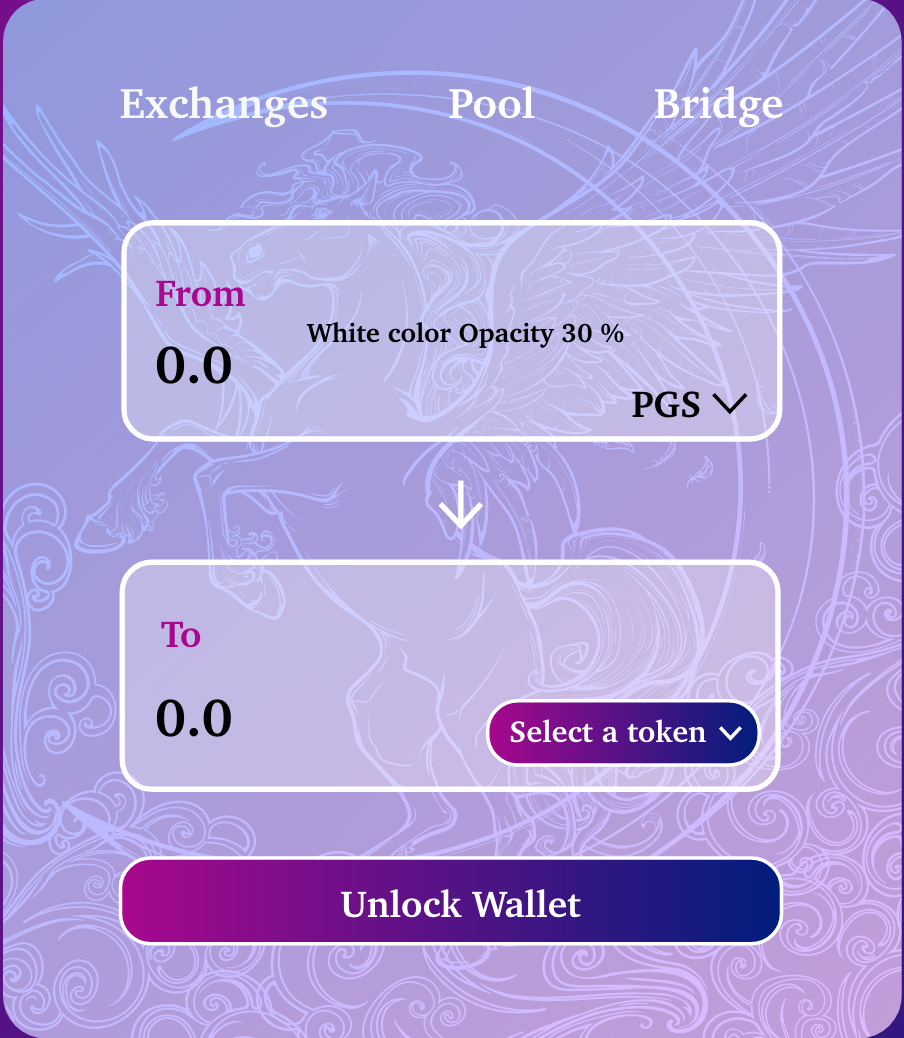 Exchanges Pool Bridge
From
White color Opacity 30 %
0.0
PGS
To
0.0
Select a token
Unlock Wallet